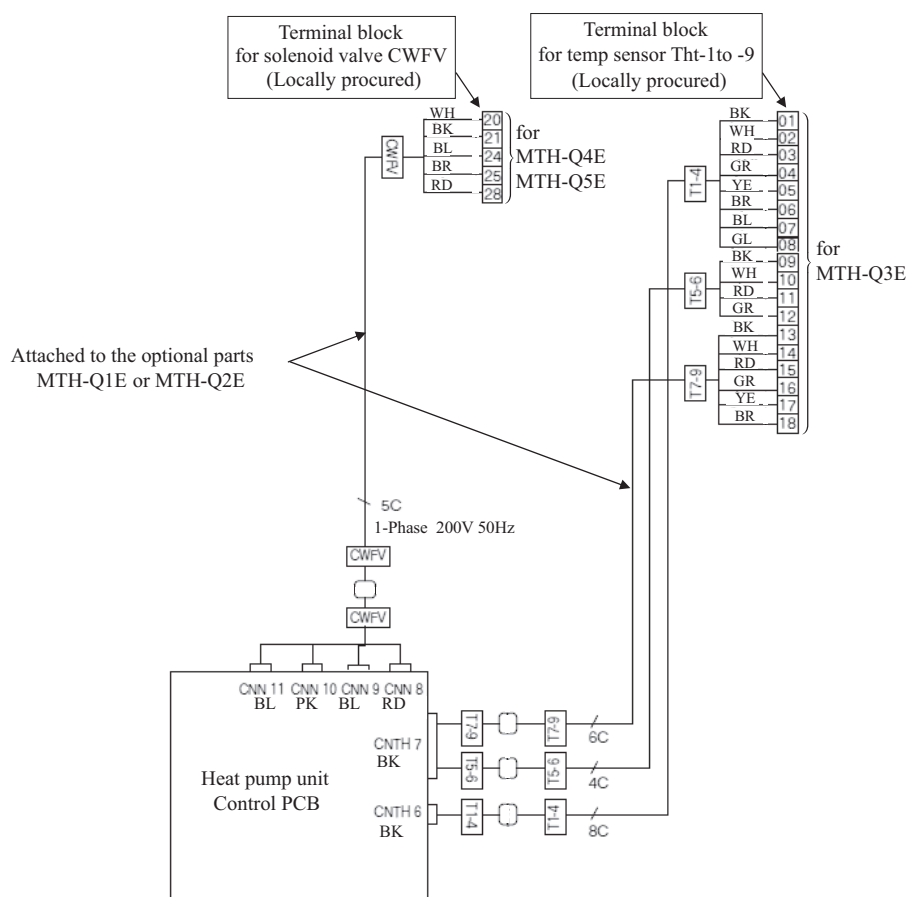 Terminal block
for solenoid valve CWFV
(Locally procured)
Terminal block
for temp sensor Tht-1to -9
(Locally procured)
WH 20
BK 21
BL 24
BR 25
RD 28
CWFV
for
MTH-Q4E
MTH-Q5E
BK 01
WH 02
RD 03
GR 04
YE 05
BR 06
BL 07
GL 08
T1-4
BK 09
WH 10
RD 11
GR 12
T5-6
BK 13
WH 14
RD 15
GR 16
YE 17
BR 18
T7-9
for
MTH-Q3E
Attached to the optional parts
MTH-Q1E or MTH-Q2E
5C
1-Phase 200V 50Hz
CWFV
CWFV
CNN 11 CNN 10 CNN 9 CNN 8
BL PK BL RD
CNTH 7
BK
T7-9 T7-9 6C
T5-6 T5-6 4C
Heat pump unit
Control PCB
CNTH 6
BK
T1-4 T1-4 8C